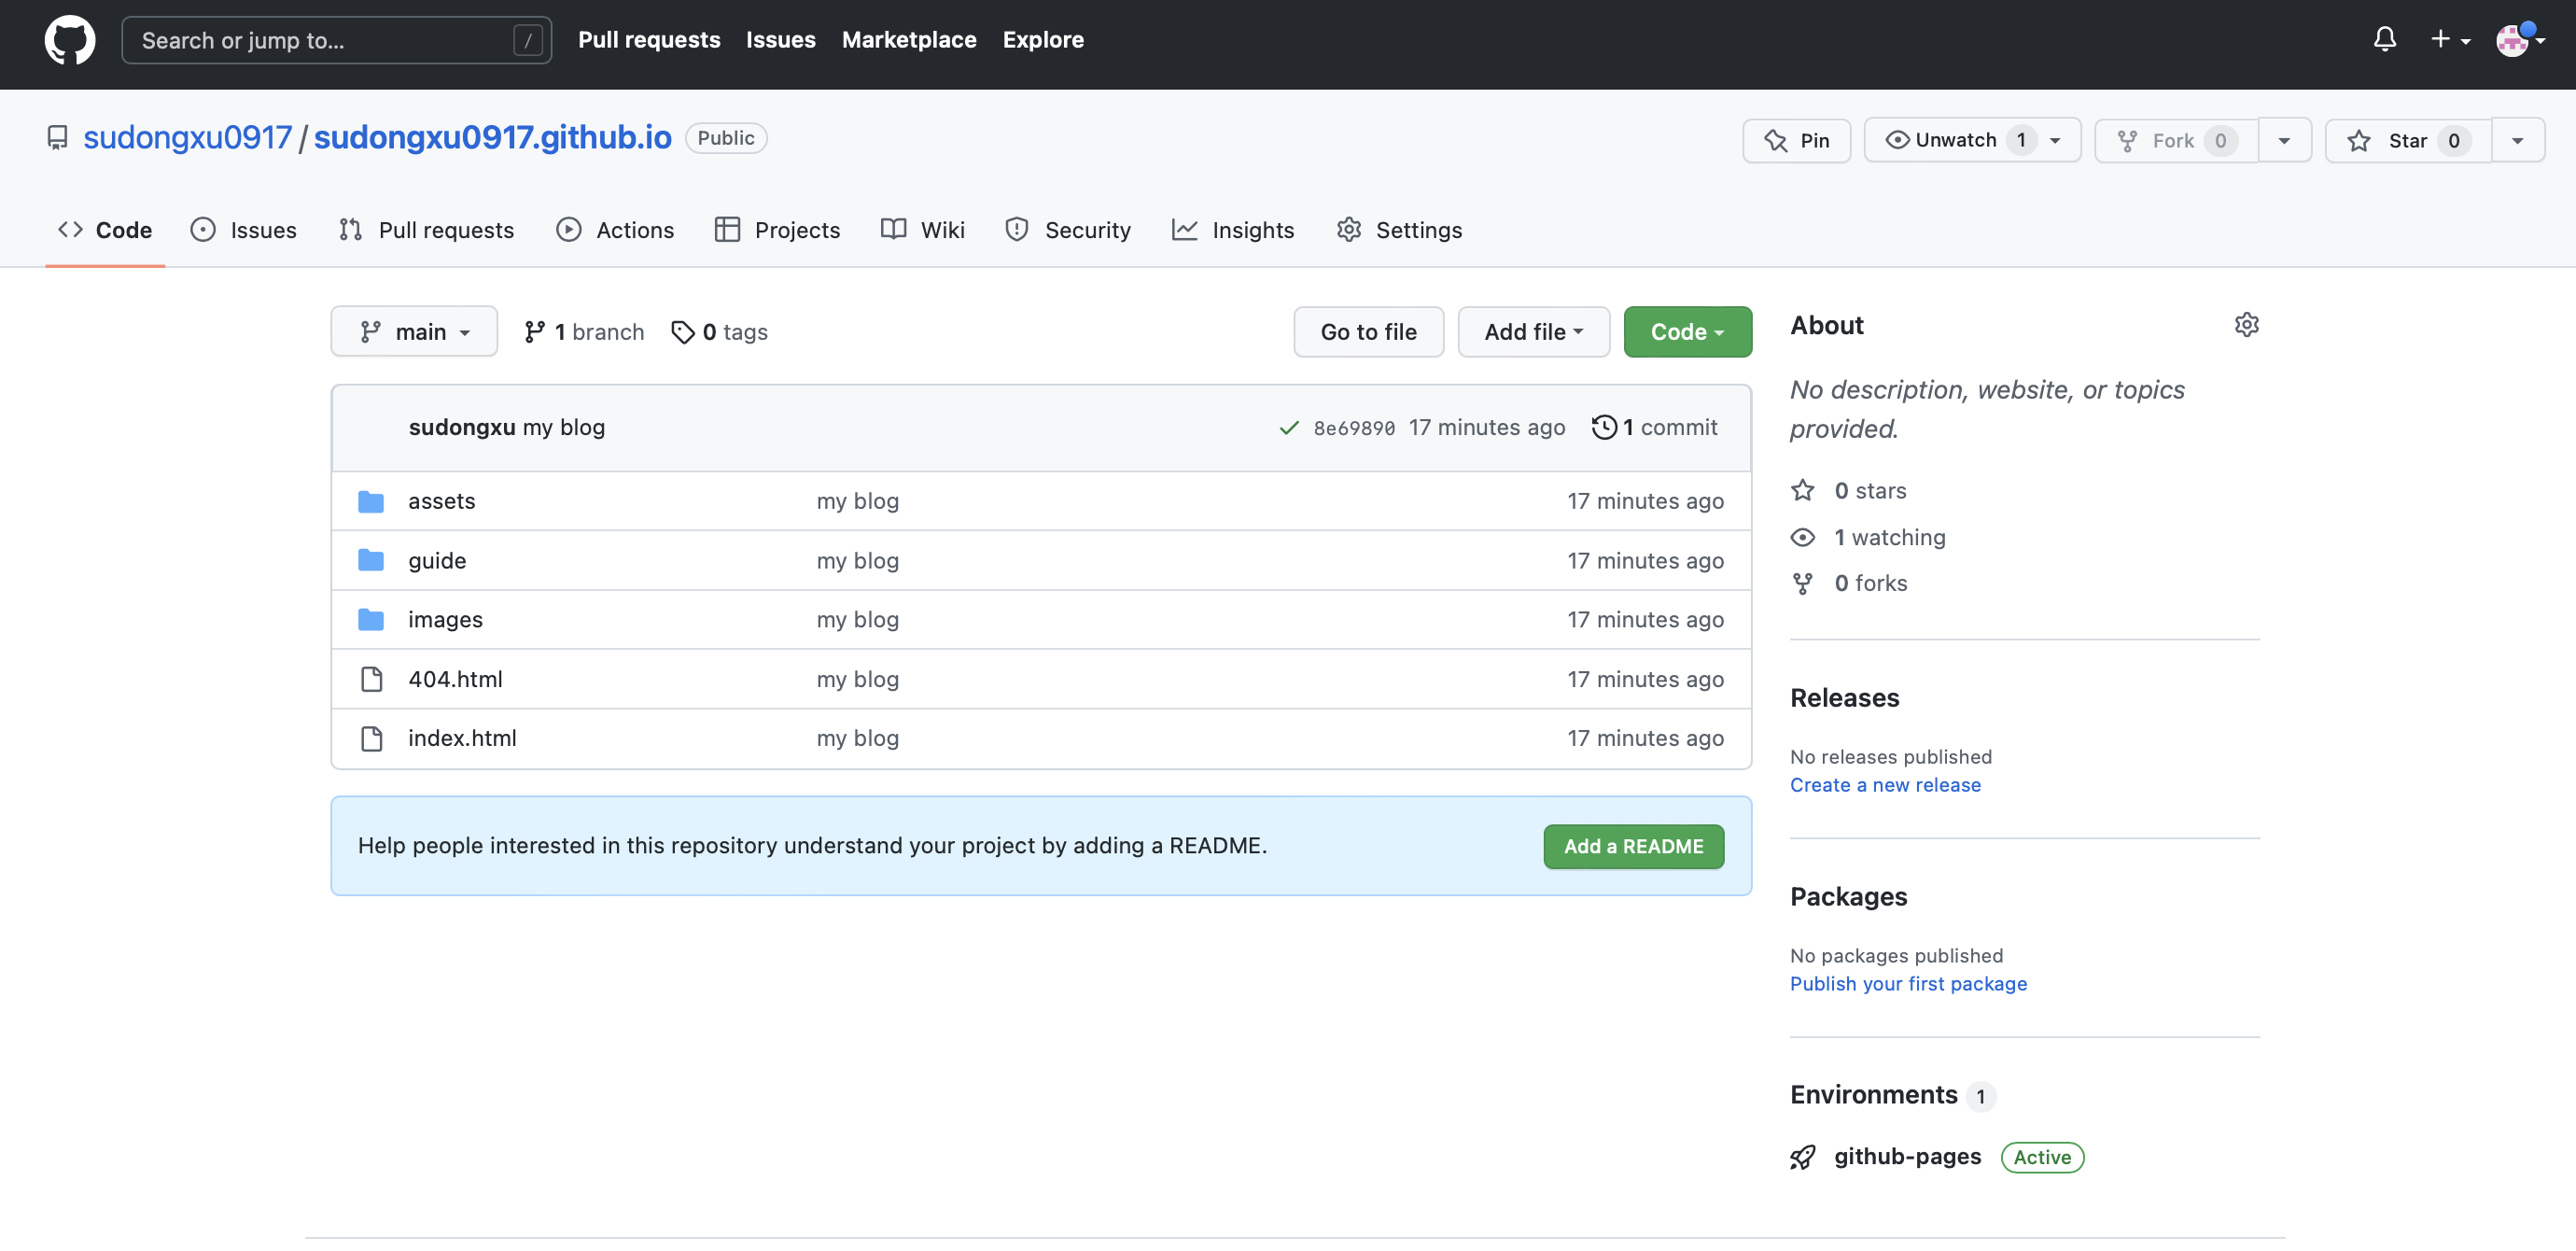 Search or jump to... /
Pull requests Issues Marketplace Explore
sudongxu0917 / sudongxu0917.github.io Public
Pin Unwatch 1 Fork 0 Star 0
Code Issues Pull requests Actions Projects Wiki Security Insights Settings
main 1 branch 0 tags Go to file Add file Code
sudongxu my blog 8e69890 17 minutes ago 1 commit
assets my blog 17 minutes ago
guide my blog 17 minutes ago
images my blog 17 minutes ago
404.html my blog 17 minutes ago
index.html my blog 17 minutes ago
Help people interested in this repository understand your project by adding a README. Add a README
About
No description, website, or topics
provided.
0 stars
1 watching
0 forks
Releases
No releases published
Create a new release
Packages
No packages published
Publish your first package
Environments 1
github-pages Active